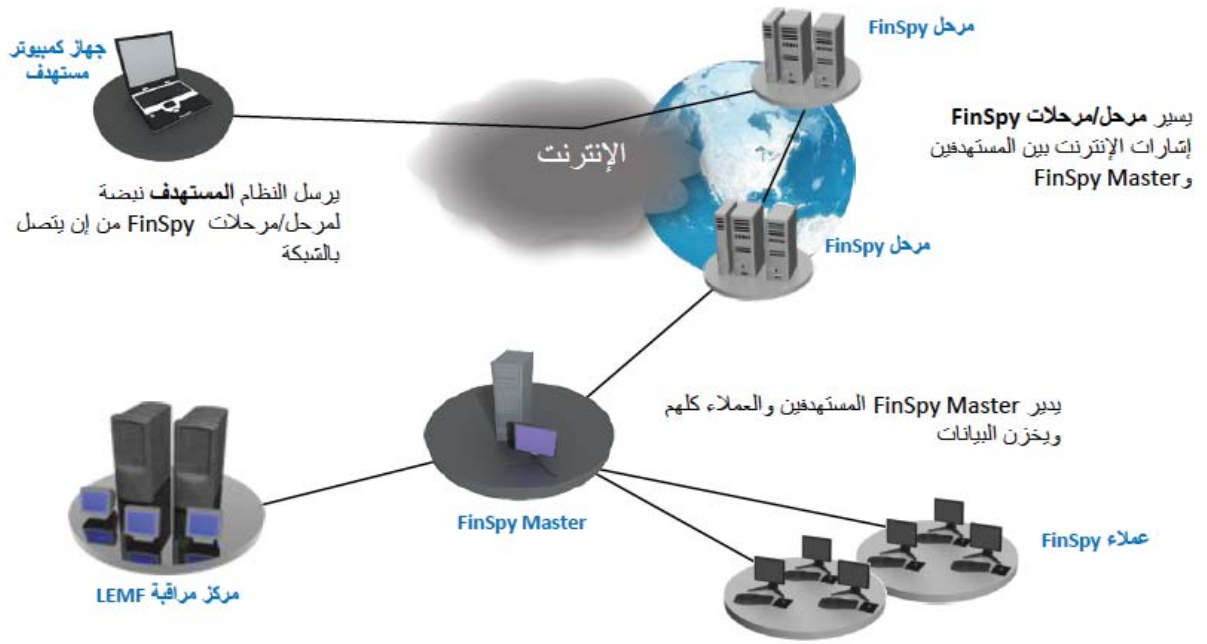 مرحل FinSpy
جهاز كمبيوتر
مستهدف
يسير مرحل/مرحلات FinSpy
إشارات الإنترنت بين المستهدفين
و FinSpy Master
الإنترنت
يرسل النظام المستهدف نبضة
لمرحل/مرحلات FinSpy من إن يتصل
بالشبكة
مرحل FinSpy
يدير FinSpy Master المستهدفين والعملاء كلهم
ويخزن البيانات
FinSpy Master
عملاء FinSpy
مركز مراقبة LEMF